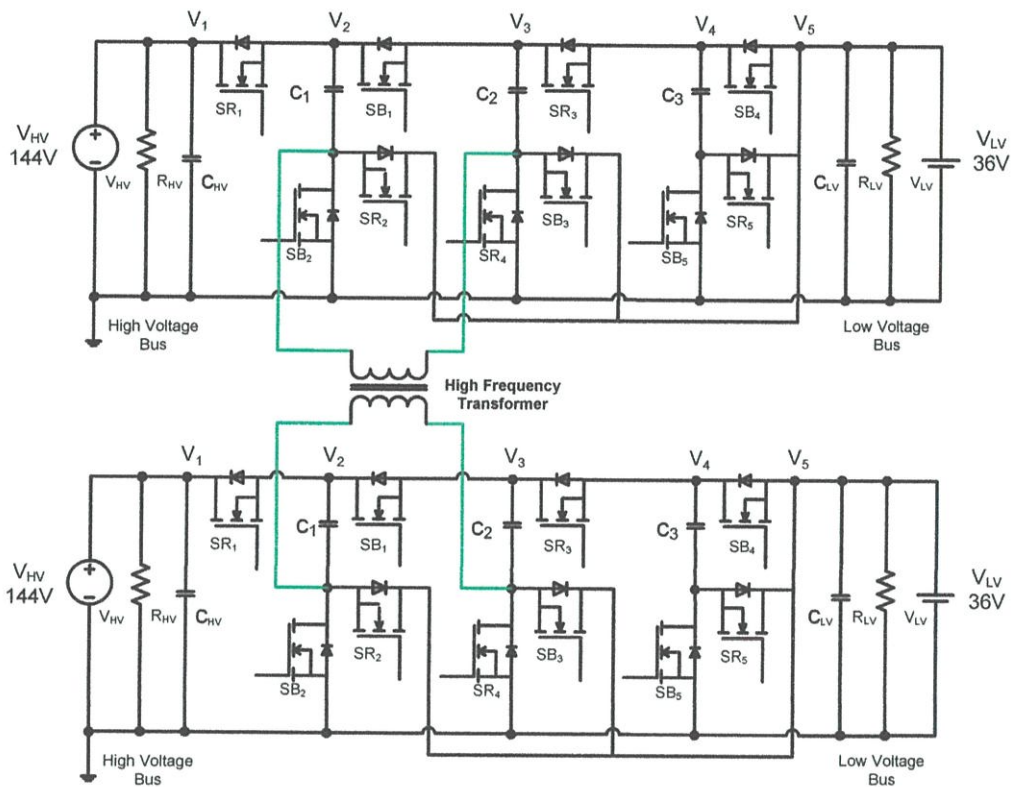 V1 V2 V3 V4 V5
SR1 C1 SB1 C2 SR3 C3 SB4
VHV
144V
VHV RHV CHV
SB2 SR2 SR4 SB3 SB5 SR5
CLV RLV VLV
VLV
36V
High Voltage
Bus
Low Voltage
Bus
High Frequency
Transformer
V1 V2 V3 V4 V5
SR1 C1 SB1 C2 SR3 C3 SB4
VHV
144V
VHV RHV CHV
SB2 SR2 SR4 SB3 SB5 SR5
CLV RLV VLV
VLV
36V
High Voltage
Bus
Low Voltage
Bus